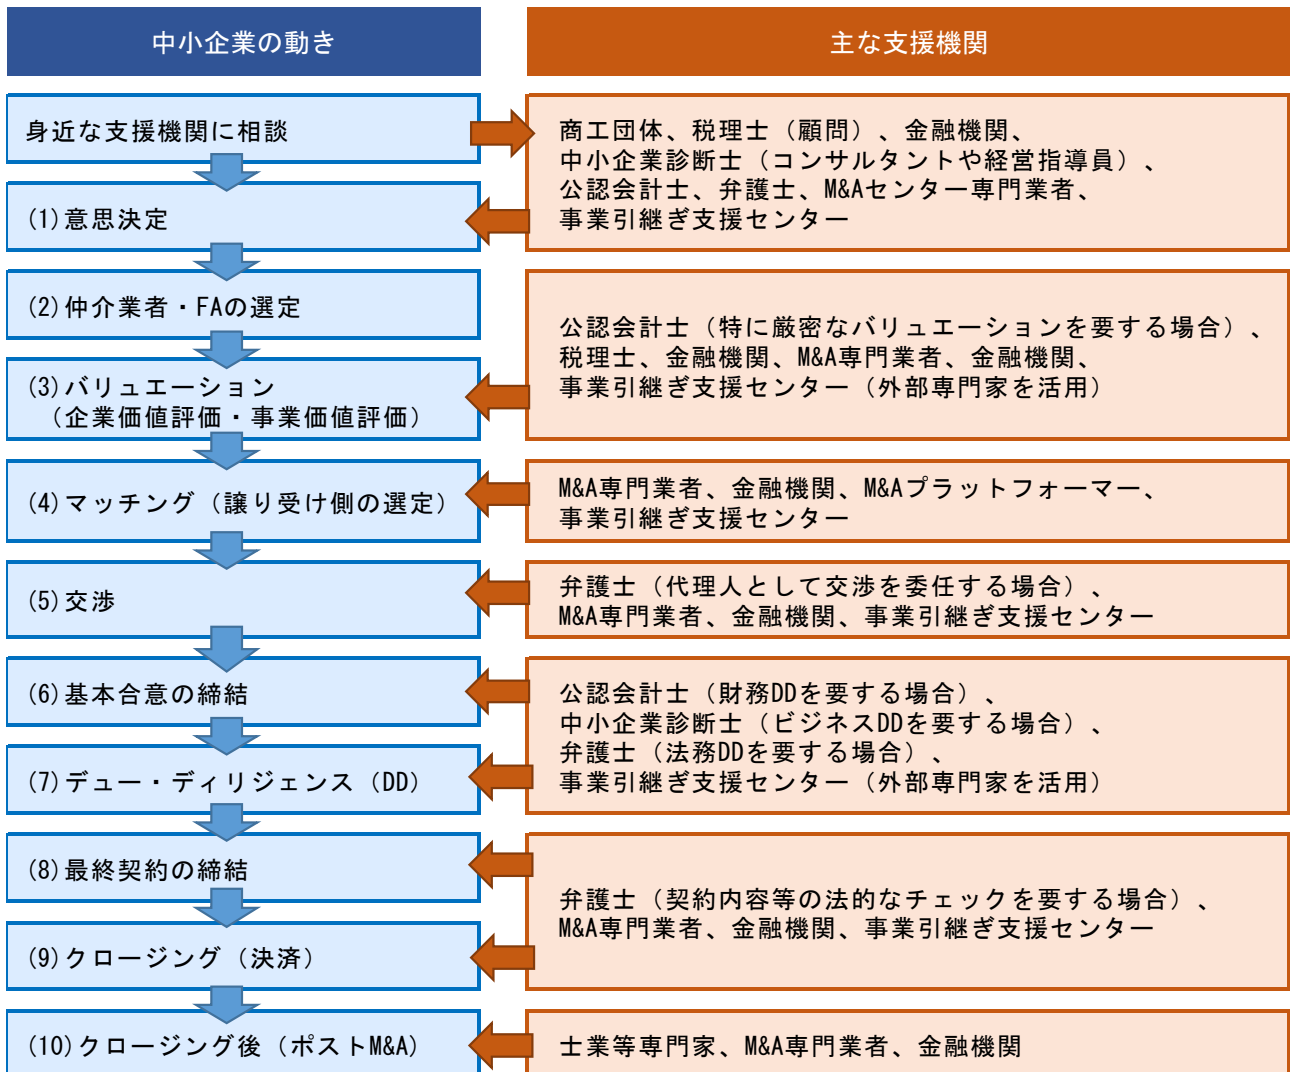 中小企業の動き
主な支援機関
身近な支援機関に相談
商工団体、税理士（顧問）、金融機関、
中小企業診断士（コンサルタントや経営指導員）、
公認会計士、弁護士、M&Aセンター専門業者、
事業引継ぎ支援センター
(1)意思決定
(2)仲介業者・FAの選定
公認会計士（特に厳密なバリュエーションを要する場合）、
税理士、金融機関、M&A専門業者、金融機関、
事業引継ぎ支援センター（外部専門家を活用）
(3)バリュエーション
（企業価値評価・事業価値評価）
(4)マッチング（譲り受け側の選定）
M&A専門業者、金融機関、M&Aプラットフォーマー、
事業引継ぎ支援センター
(5)交渉
弁護士（代理人として交渉を委任する場合）、
M&A専門業者、金融機関、事業引継ぎ支援センター
(6)基本合意の締結
公認会計士（財務DDを要する場合）、
中小企業診断士（ビジネスDDを要する場合）、
弁護士（法務DDを要する場合）、
事業引継ぎ支援センター（外部専門家を活用）
(7)デュー・ディリジェンス（DD）
(8)最終契約の締結
弁護士（契約内容等の法的なチェックを要する場合）、
M&A専門業者、金融機関、事業引継ぎ支援センター
(9)クロージング（決済）
(10)クロージング後（ポストM&A）
士業等専門家、M&A専門業者、金融機関